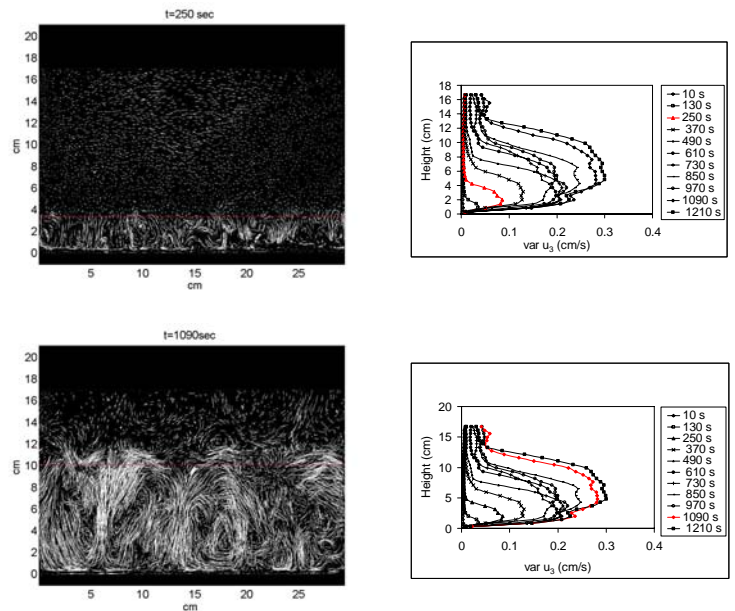 t=250 sec
20
18
16
14
12
10
8
6
4
2
0
cm
5 10 15 20 25
cm
18
16
14
12
10
8
6
4
2
0
Height (cm)
0 0.1 0.2 0.3 0.4
var u3 (cm/s)
10 s
130 s
250 s
370 s
490 s
610 s
730 s
850 s
970 s
1090 s
1210 s
t=1090sec
20
18
16
14
12
10
8
6
4
2
0
cm
5 10 15 20 25
cm
20
15
10
5
0
Height (cm)
0 0.1 0.2 0.3 0.4
var u3 (cm/s)
10 s
130 s
250 s
370 s
490 s
610 s
730 s
850 s
970 s
1090 s
1210 s